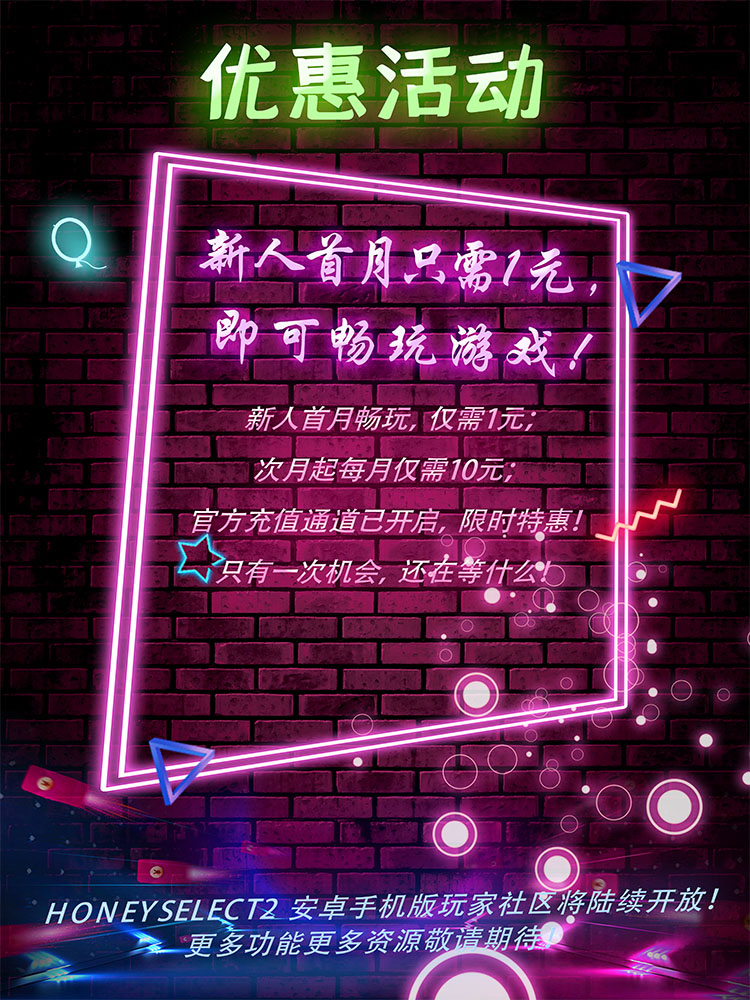 优惠活动
新人首月只需1元，
即可畅玩游戏！
新人首月畅玩，仅需1元；
次月起每月仅需10元；
官方充值通道已开启，限时特惠！
只有一次机会，还在等什么！
HONEYSELECT2 安卓手机版玩家社区将陆续开放！
更多功能更多资源敬请期待！